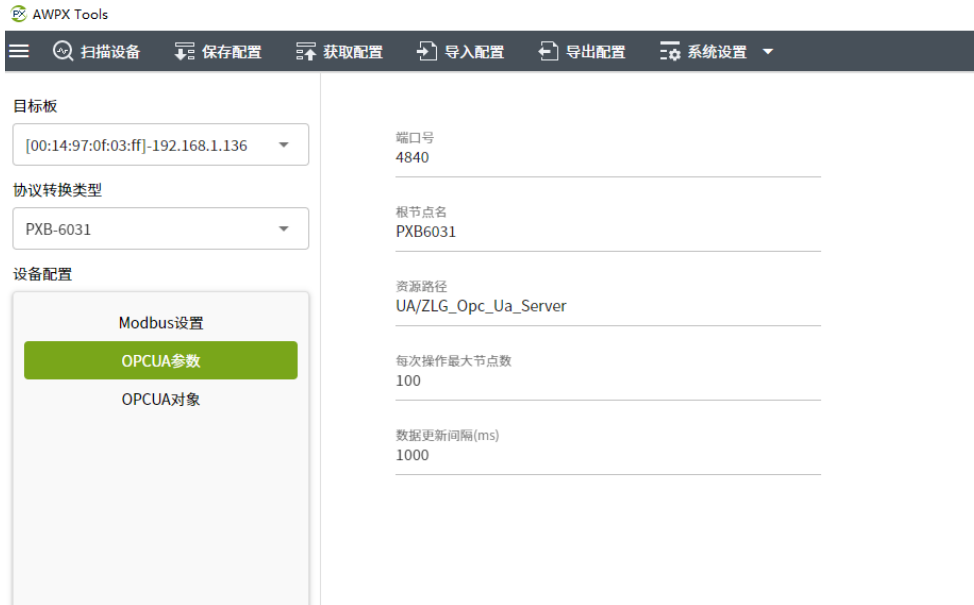 AWPX Tools
扫描设备 保存配置 获取配置 导入配置 导出配置 系统设置
目标板
[00:14:97:0f:03:ff]-192.168.1.136
协议转换类型
PXB-6031
设备配置
Modbus设置
OPCUA参数
OPCUA对象
端口号
4840
根节点名
PXB6031
资源路径
UA/ZLG_Opc_Ua_Server
每次操作最大节点数
100
数据更新间隔(ms)
1000